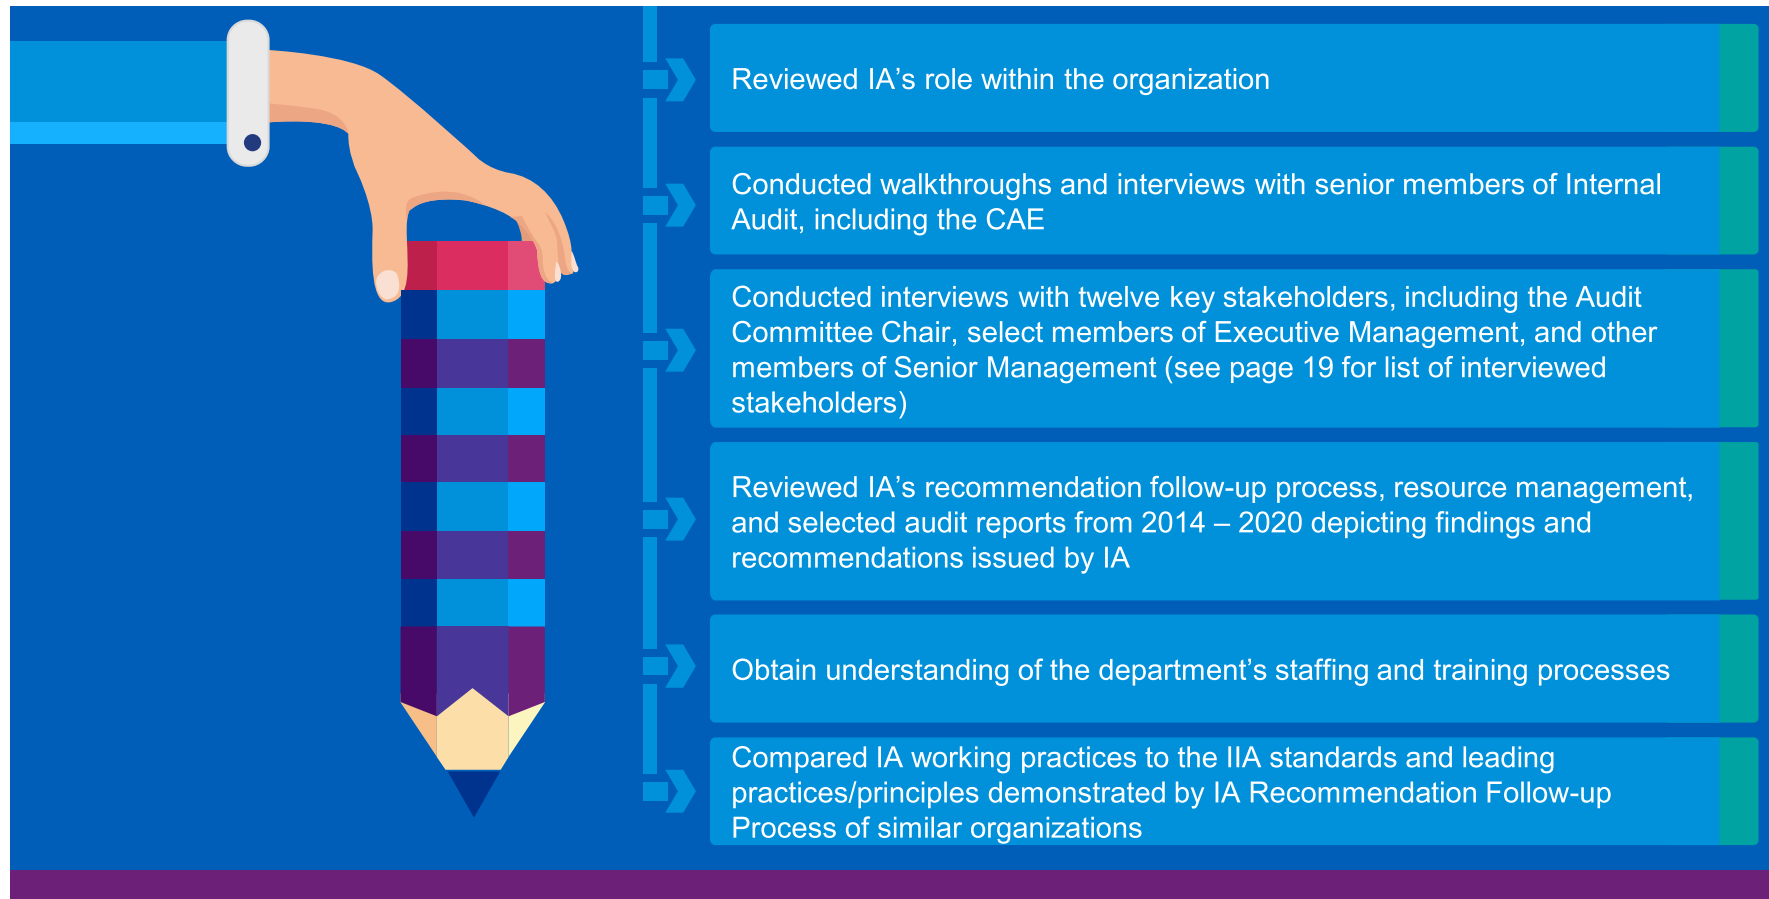 Reviewed IA’s role within the organization
Conducted walkthroughs and interviews with senior members of Internal
Audit, including the CAE
Conducted interviews with twelve key stakeholders, including the Audit
Committee Chair, select members of Executive Management, and other
members of Senior Management (see page 19 for list of interviewed
stakeholders)
Reviewed IA’s recommendation follow-up process, resource management,
and selected audit reports from 2014 – 2020 depicting findings and
recommendations issued by IA
Obtain understanding of the department’s staffing and training processes
Compared IA working practices to the IIA standards and leading
practices/principles demonstrated by IA Recommendation Follow-up
Process of similar organizations